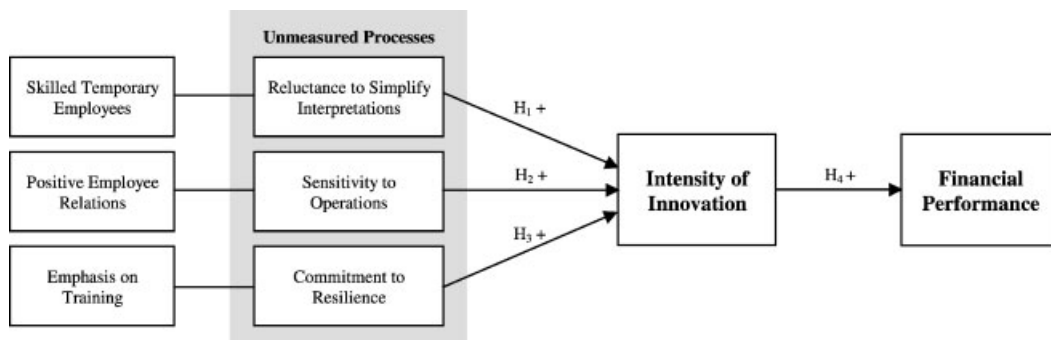 Unmeasured Processes
Skilled Temporary
Employees
Reluctance to Simplify
Interpretations
H₁ +
Positive Employee
Relations
Sensitivity to
Operations
H₂ +
Intensity of
Innovation
H₄ +
Financial
Performance
Emphasis on
Training
Commitment to
Resilience
H₃ +